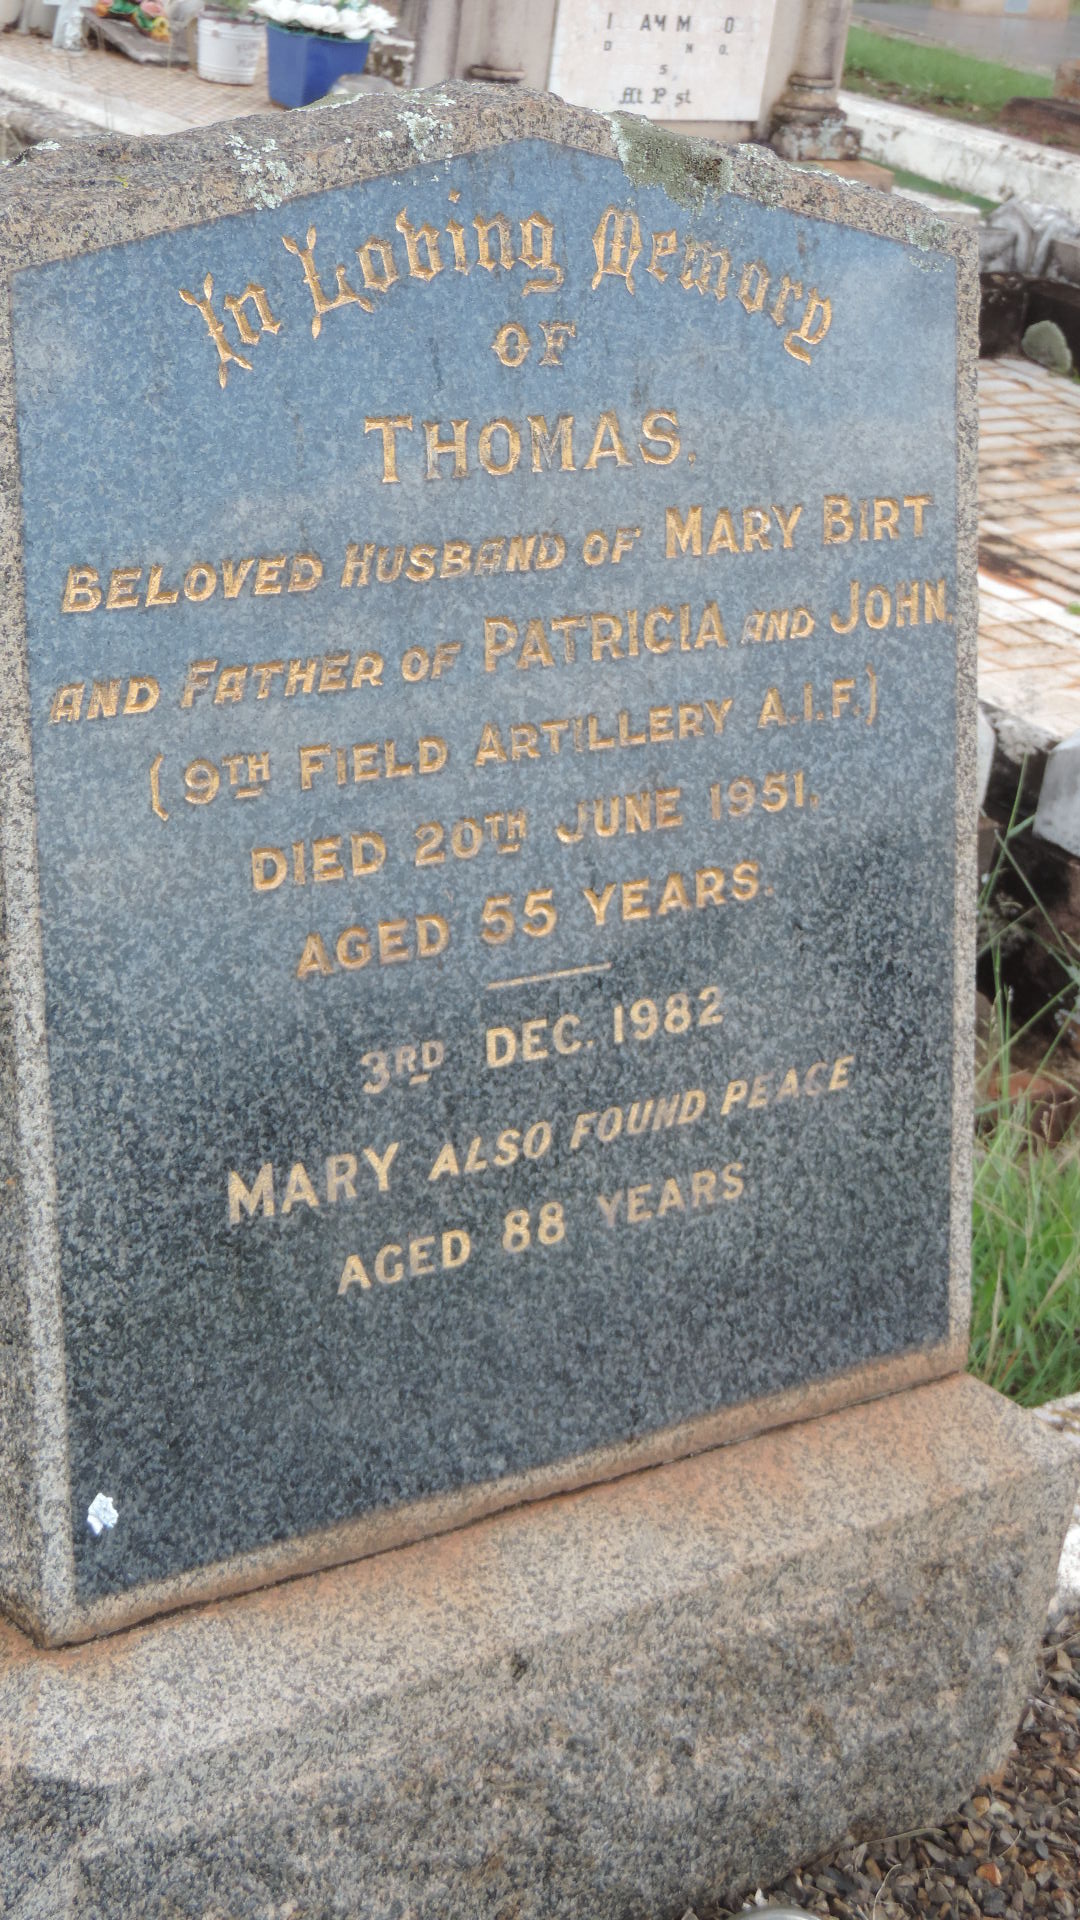 In Loving Memory
OF
THOMAS.
BELOVED HUSBAND OF MARY BIRT
AND FATHER OF PATRICIA AND JOHN.
(9TH FIELD ARTILLERY A.I.F.)
DIED 20TH JUNE 1951.
AGED 55 YEARS.
3RD DEC. 1982
MARY ALSO FOUND PEACE
AGED 88 YEARS